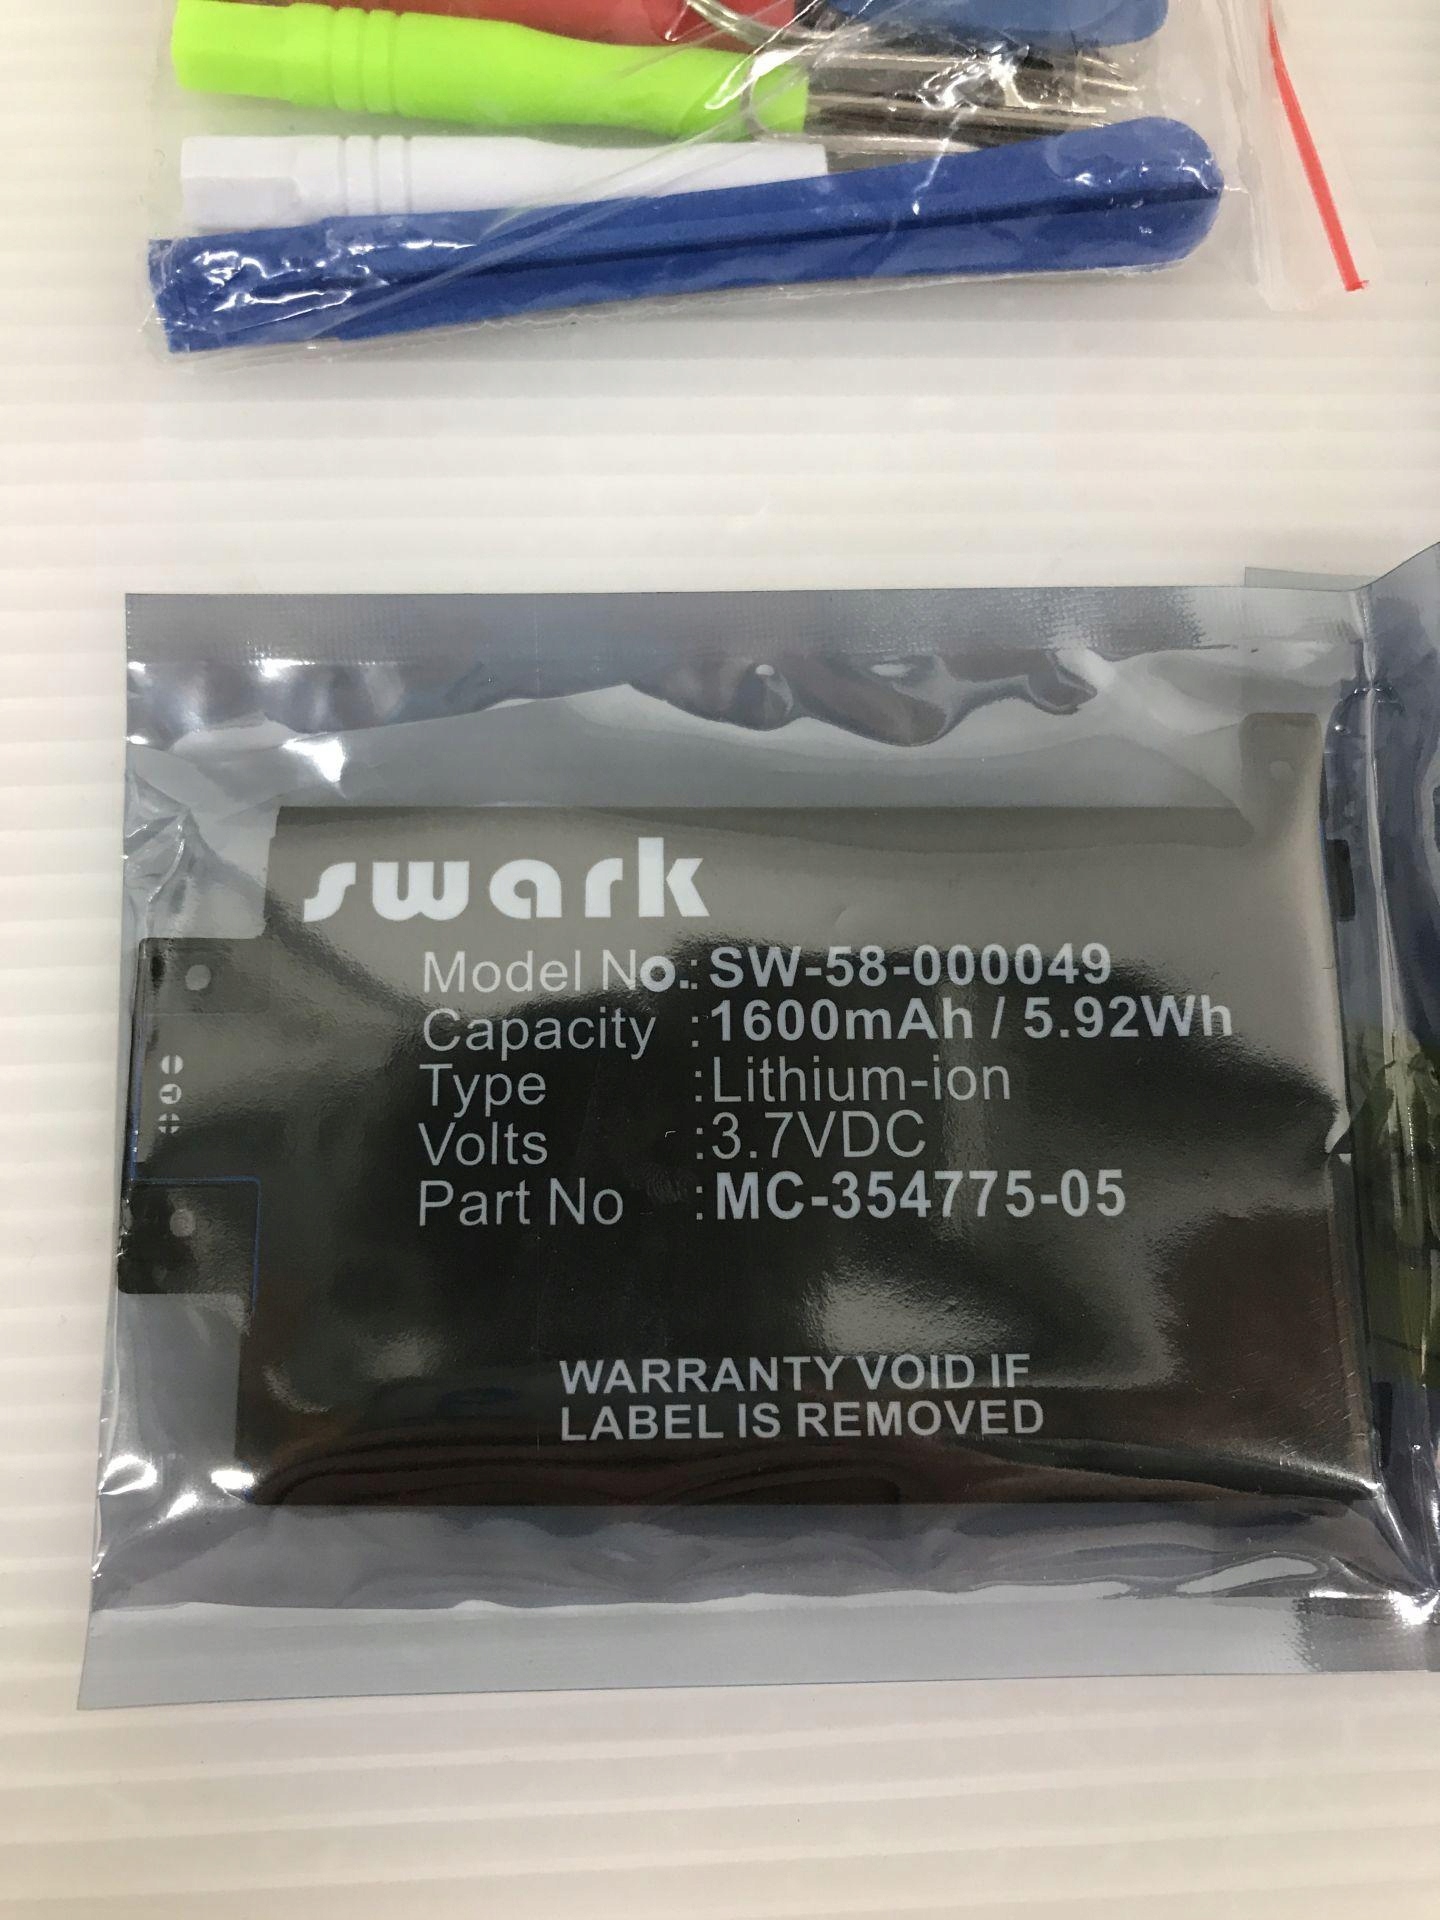 swark
Model No.: SW-58-000049
Capacity : 1600mAh / 5.92Wh
Type : Lithium-ion
Volts : 3.7VDC
Part No : MC-354775-05
WARRANTY VOID IF
LABEL IS REMOVED